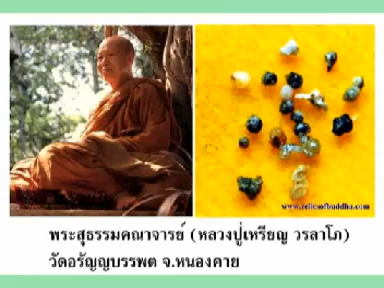 www.relicsofbuddha.com
พระสุธรรมคณาจารย์ (หลวงปู่เหรียญ วรลาโภ)
วัดอรัญญบรรพต จ.หนองคาย